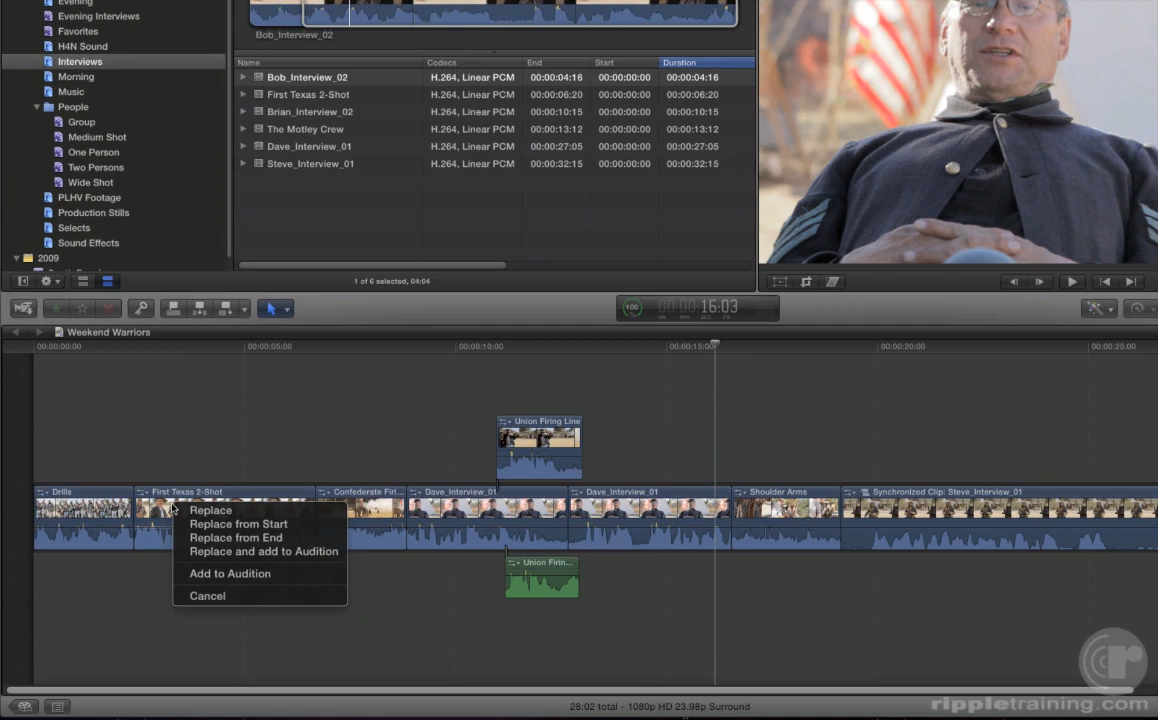 Evening
Evening Interviews
Favorites
H4N Sound
Interviews
Morning
Music
People
Group
Medium Shot
One Person
Two Persons
Wide Shot
PLHV Footage
Production Stills
Selects
Sound Effects
2009
Bob_Interview_02
Name Codecs End Start Duration
Bob_Interview_02 H.264, Linear PCM 00:00:04:16 00:00:00:00 00:00:04:16
First Texas 2-Shot H.264, Linear PCM 00:00:06:20 00:00:00:00 00:00:06:20
Brian_Interview_02 H.264, Linear PCM 00:00:10:15 00:00:00:00 00:00:10:15
The Motley Crew H.264, Linear PCM 00:00:13:12 00:00:00:00 00:00:13:12
Dave_Interview_01 H.264, Linear PCM 00:00:27:05 00:00:00:00 00:00:27:05
Steve_Interview_01 H.264, Linear PCM 00:00:32:15 00:00:00:00 00:00:32:15
1 of 6 selected, 04:04
100 00:00:16:03
HR MIN SEC FR
Weekend Warriors
00:00:00:00 00:00:05:00 00:00:10:00 00:00:15:00 00:00:20:00 00:00:25:00
Union Firing Line
Drills First Texas 2-Shot Confederate Firi... Dave_Interview_01 Dave_Interview_01 Shoulder Arms Synchronized Clip: Steve_Interview_01
Replace
Replace from Start
Replace from End
Replace and add to Audition
Add to Audition
Cancel
Union Firin...
28:02 total - 1080p HD 23.98p Surround
rippletraining.com